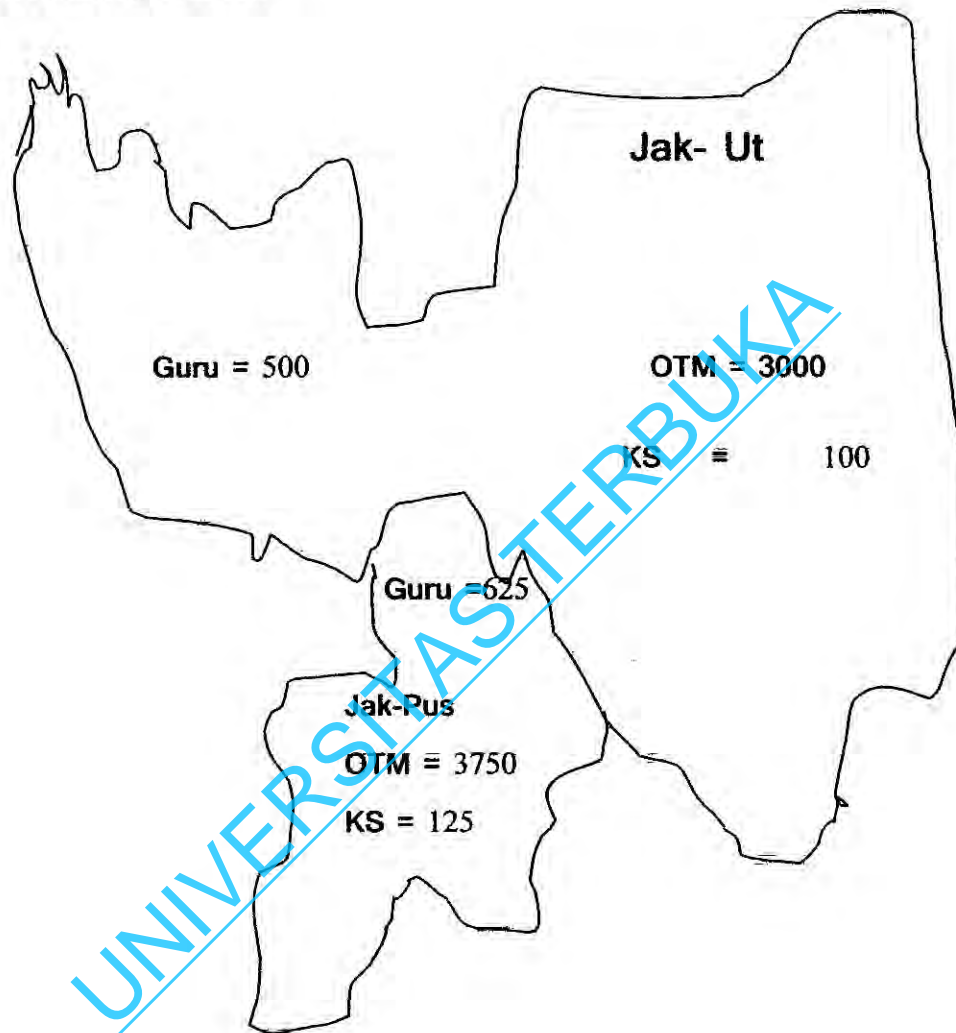 Jak- Ut
Guru = 500
OTM = 3000
KS = 100
Guru =625
Jak-Pus
OTM = 3750
KS = 125
UNIVERSITAS TERBUKA